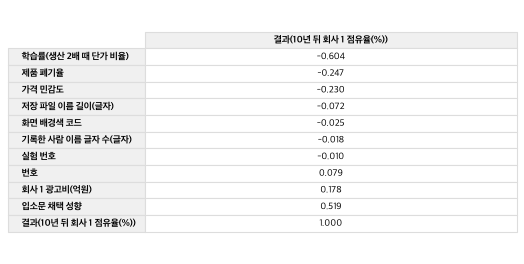 결과(10년 뒤 회사 1 점유율(%))
학습률(생산 2배 때 단가 비율) -0.604
제품 폐기율 -0.247
가격 민감도 -0.230
저장 파일 이름 길이(글자) -0.072
화면 배경색 코드 -0.025
기록한 사람 이름 글자 수(글자) -0.018
실험 번호 -0.010
번호 0.079
회사 1 광고비(억원) 0.178
입소문 채택 성향 0.519
결과(10년 뒤 회사 1 점유율(%)) 1.000